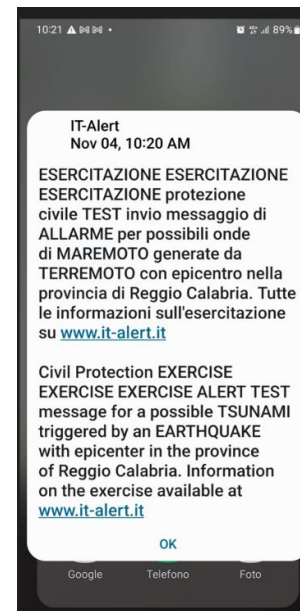 10:21
89%
IT-Alert
Nov 04, 10:20 AM
ESERCITAZIONE ESERCITAZIONE
ESERCITAZIONE protezione
civile TEST invio messaggio di
ALLARME per possibili onde
di MAREMOTO generate da
TERREMOTO con epicentro nella
provincia di Reggio Calabria. Tutte
le informazioni sull'esercitazione
su www.it-alert.it
Civil Protection EXERCISE
EXERCISE EXERCISE ALERT TEST
message for a possible TSUNAMI
triggered by an EARTHQUAKE
with epicenter in the province
of Reggio Calabria. Information
on the exercise available at
www.it-alert.it
OK
Google Telefono Foto